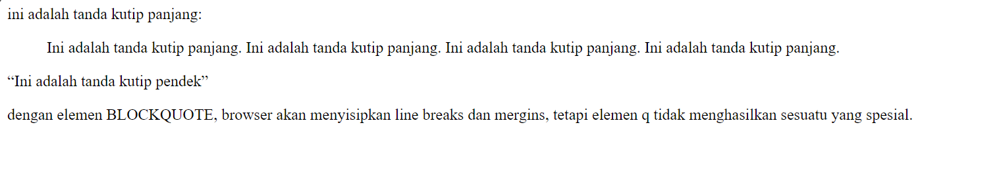 ini adalah tanda kutip panjang:
Ini adalah tanda kutip panjang. Ini adalah tanda kutip panjang. Ini adalah tanda kutip panjang. Ini adalah tanda kutip panjang.
“Ini adalah tanda kutip pendek”
dengan elemen BLOCKQUOTE, browser akan menyisipkan line breaks dan mergins, tetapi elemen q tidak menghasilkan sesuatu yang spesial.